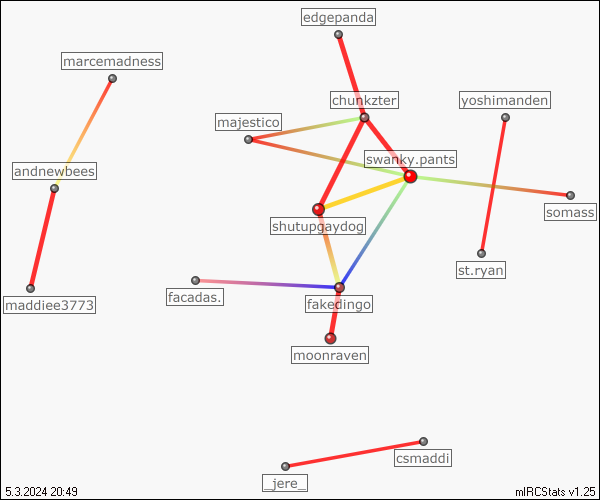 edgepanda
marcemadness
chunkzter
yoshimanden
majestico
swanky.pants
andnewbees
somass
shutupgaydog
st.ryan
facadas.
maddiee3773
fakedingo
moonraven
csmaddi
_jere_
5.3.2024 20:49
mIRCStats v1.25